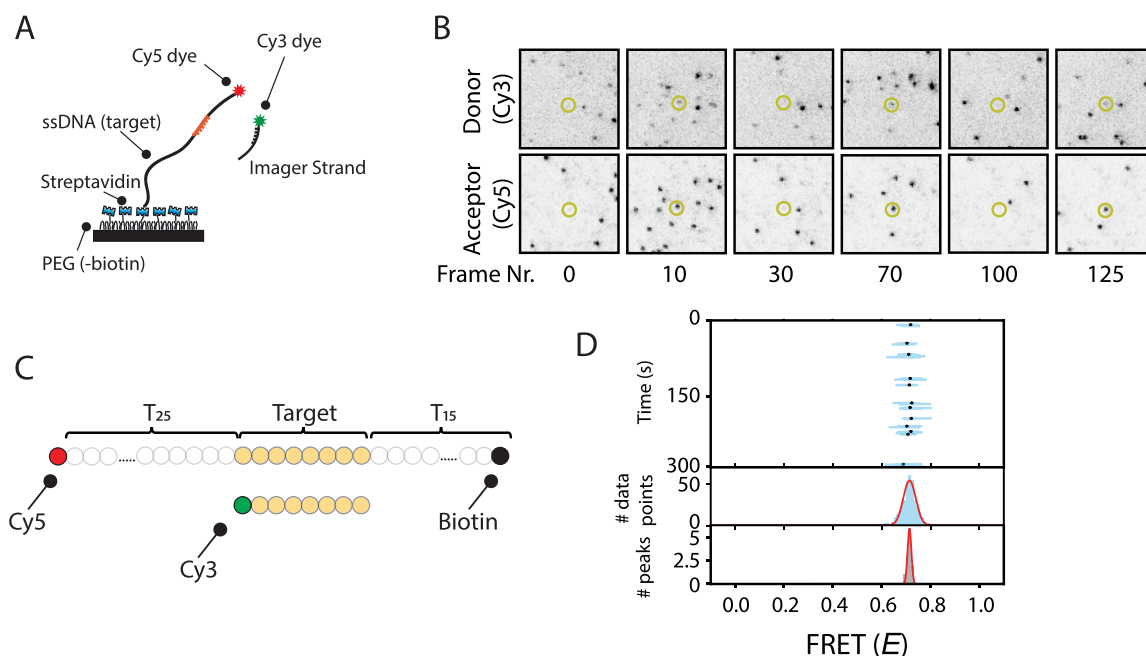 A
Cy5 dye
Cy3 dye
ssDNA (target)
Imager Strand
Streptavidin
PEG (-biotin)
B
Donor
(Cy3)
Acceptor
(Cy5)
Frame Nr. 0 10 30 70 100 125
C
T25 Target T15
Cy5
Cy3
Biotin
D
0
150
300
Time (s)
50
0
# data
points
5
2.5
0
# peaks
0.0 0.2 0.4 0.6 0.8 1.0
FRET (E)